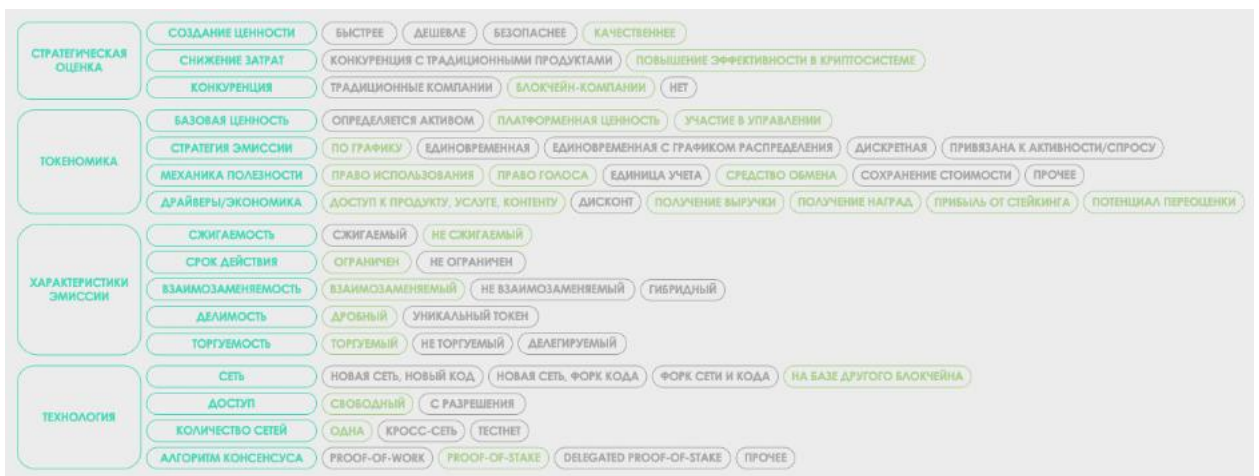 СТРАТЕГИЧЕСКАЯ ОЦЕНКА
СОЗДАНИЕ ЦЕННОСТИ БЫСТРЕЕ ДЕШЕВЛЕ БЕЗОПАСНЕЕ КАЧЕСТВЕННЕЕ
СНИЖЕНИЕ ЗАТРАТ КОНКУРЕНЦИЯ С ТРАДИЦИОННЫМИ ПРОДУКТАМИ ПОВЫШЕНИЕ ЭФФЕКТИВНОСТИ В КРИПТОСИСТЕМЕ
КОНКУРЕНЦИЯ ТРАДИЦИОННЫЕ КОМПАНИИ БЛОКЧЕЙН-КОМПАНИИ НЕТ
ТОКЕНОМИКА
БАЗОВАЯ ЦЕННОСТЬ ОПРЕДЕЛЯЕТСЯ АКТИВОМ ПЛАТФОРМЕННАЯ ЦЕННОСТЬ УЧАСТИЕ В УПРАВЛЕНИИ
СТРАТЕГИЯ ЭМИССИИ ПО ГРАФИКУ ЕДИНОВРЕМЕННАЯ ЕДИНОВРЕМЕННАЯ С ГРАФИКОМ РАСПРЕДЕЛЕНИЯ ДИСКРЕТНАЯ ПРИВЯЗАНА К АКТИВНОСТИ/СПРОСУ
МЕХАНИКА ПОЛЕЗНОСТИ ПРАВО ИСПОЛЬЗОВАНИЯ ПРАВО ГОЛОСА ЕДИНИЦА УЧЕТА СРЕДСТВО ОБМЕНА СОХРАНЕНИЕ СТОИМОСТИ ПРОЧЕЕ
ДРАЙВЕРЫ/ЭКОНОМИКА ДОСТУП К ПРОДУКТУ, УСЛУГЕ, КОНТЕНТУ ДИСКОНТ ПОЛУЧЕНИЕ ВЫРУЧКИ ПОЛУЧЕНИЕ НАГРАД ПРИБЫЛЬ ОТ СТЕЙКИНГА ПОТЕНЦИАЛ ПЕРЕОЦЕНКИ
ХАРАКТЕРИСТИКИ ЭМИССИИ
СЖИГАЕМОСТЬ СЖИГАЕМЫЙ НЕ СЖИГАЕМЫЙ
СРОК ДЕЙСТВИЯ ОГРАНИЧЕН НЕ ОГРАНИЧЕН
ВЗАИМОЗАМЕНЯЕМОСТЬ ВЗАИМОЗАМЕНЯЕМЫЙ НЕ ВЗАИМОЗАМЕНЯЕМЫЙ ГИБРИДНЫЙ
ДЕЛИМОСТЬ ДРОБНЫЙ УНИКАЛЬНЫЙ ТОКЕН
ТОРГУЕМОСТЬ ТОРГУЕМЫЙ НЕ ТОРГУЕМЫЙ ДЕЛЕГИРУЕМЫЙ
ТЕХНОЛОГИЯ
СЕТЬ НОВАЯ СЕТЬ, НОВЫЙ КОД НОВАЯ СЕТЬ, ФОРК КОДА ФОРК СЕТИ И КОДА НА БАЗЕ ДРУГОГО БЛОКЧЕЙНА
ДОСТУП СВОБОДНЫЙ С РАЗРЕШЕНИЯ
КОЛИЧЕСТВО СЕТЕЙ ОДНА КРОСС-СЕТЬ ТЕСТНЕТ
АЛГОРИТМ КОНСЕНСУСА PROOF-OF-WORK PROOF-OF-STAKE DELEGATED PROOF-OF-STAKE ПРОЧЕЕ